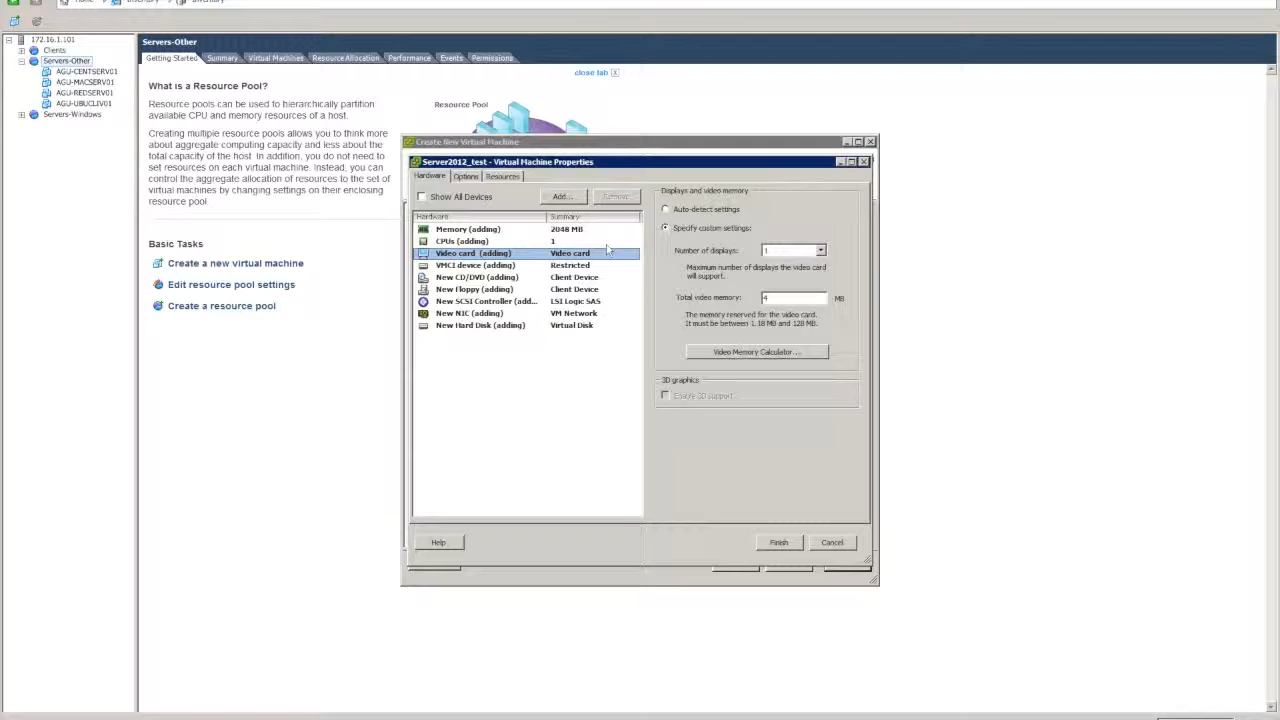 Home
Inventory
Inventory
172.16.1.101
Clients
Servers-Other
AGU-CENTSERV01
AGU-MACSERV01
AGU-REDSERV01
AGU-UBUCLIV01
Servers-Windows
Servers-Other
Getting Started
Summary
Virtual Machines
Resource Allocation
Performance
Events
Permissions
close tab
What is a Resource Pool?
Resource pools can be used to hierarchically partition
available CPU and memory resources of a host.
Creating multiple resource pools allows you to think more
about aggregate computing capacity and less about the
total capacity of the host. In addition, you do not need to
set resources on each virtual machine. Instead, you can
control the aggregate allocation of resources to the set of
virtual machines by changing settings on their enclosing
resource pool.
Basic Tasks
Create a new virtual machine
Edit resource pool settings
Create a resource pool
Resource Pool
Create New Virtual Machine
Server2012_test - Virtual Machine Properties
Hardware
Options
Resources
Show All Devices
Add...
Remove
Hardware Summary
Memory (adding) 2048 MB
CPUs (adding) 1
Video card (adding) Video card
VMCI device (adding) Restricted
New CD/DVD (adding) Client Device
New Floppy (adding) Client Device
New SCSI Controller (add... LSI Logic SAS
New NIC (adding) VM Network
New Hard Disk (adding) Virtual Disk
Displays and video memory
Auto-detect settings
Specify custom settings:
Number of displays: 1
Maximum number of displays the video card
will support.
Total video memory: 4 MB
The memory reserved for the video card.
It must be between 1.18 MB and 128 MB.
Video Memory Calculator...
3D graphics
Enable 3D support
Help
Finish
Cancel